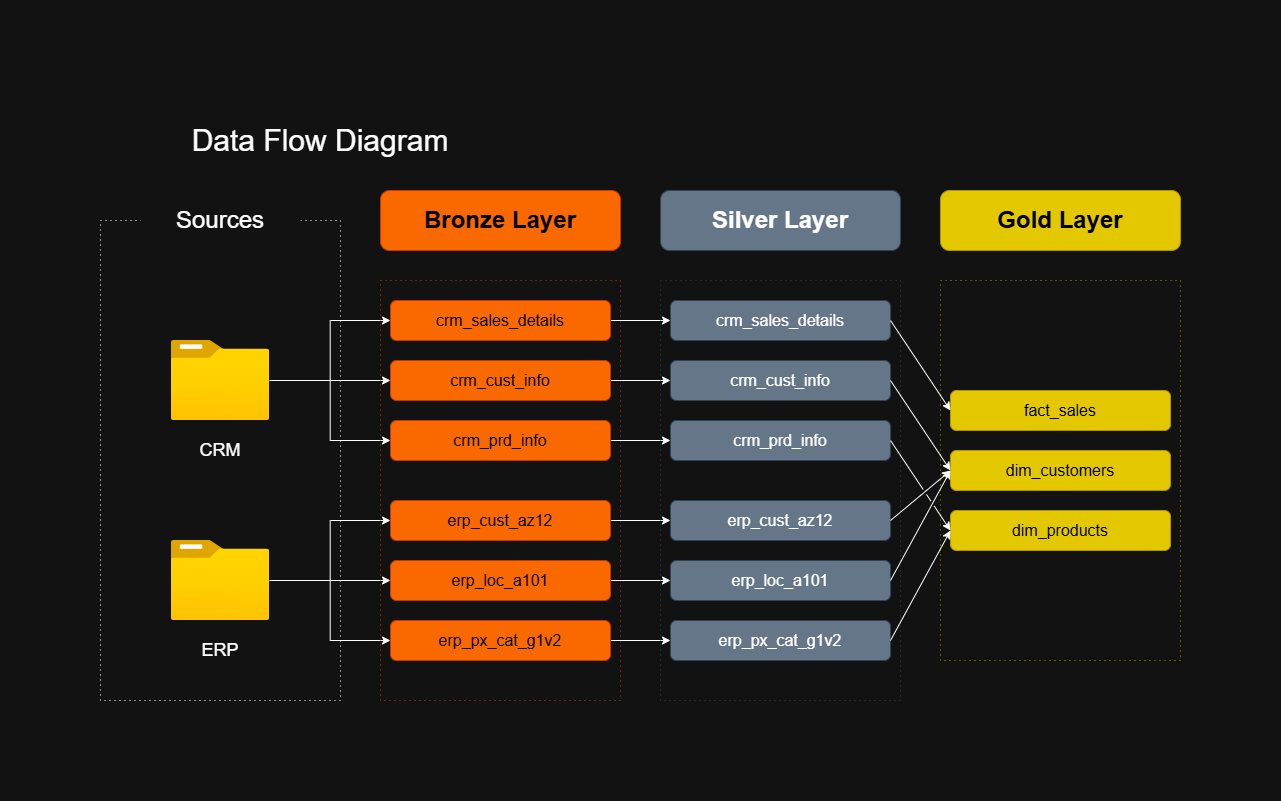 Data Flow Diagram
Sources
Bronze Layer
Silver Layer
Gold Layer
CRM
ERP
crm_sales_details
crm_cust_info
crm_prd_info
erp_cust_az12
erp_loc_a101
erp_px_cat_g1v2
crm_sales_details
crm_cust_info
crm_prd_info
erp_cust_az12
erp_loc_a101
erp_px_cat_g1v2
fact_sales
dim_customers
dim_products